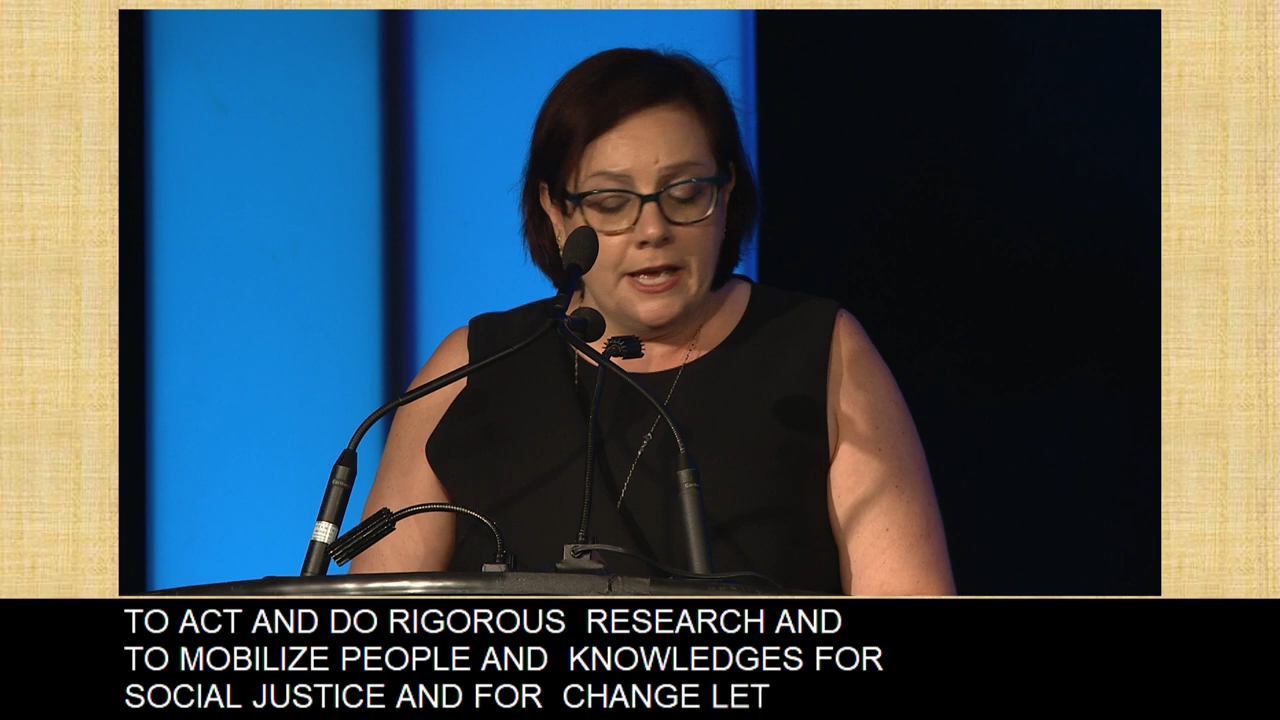 TO ACT AND DO RIGOROUS  RESEARCH AND
TO MOBILIZE PEOPLE AND  KNOWLEDGES FOR
SOCIAL JUSTICE AND FOR  CHANGE LET